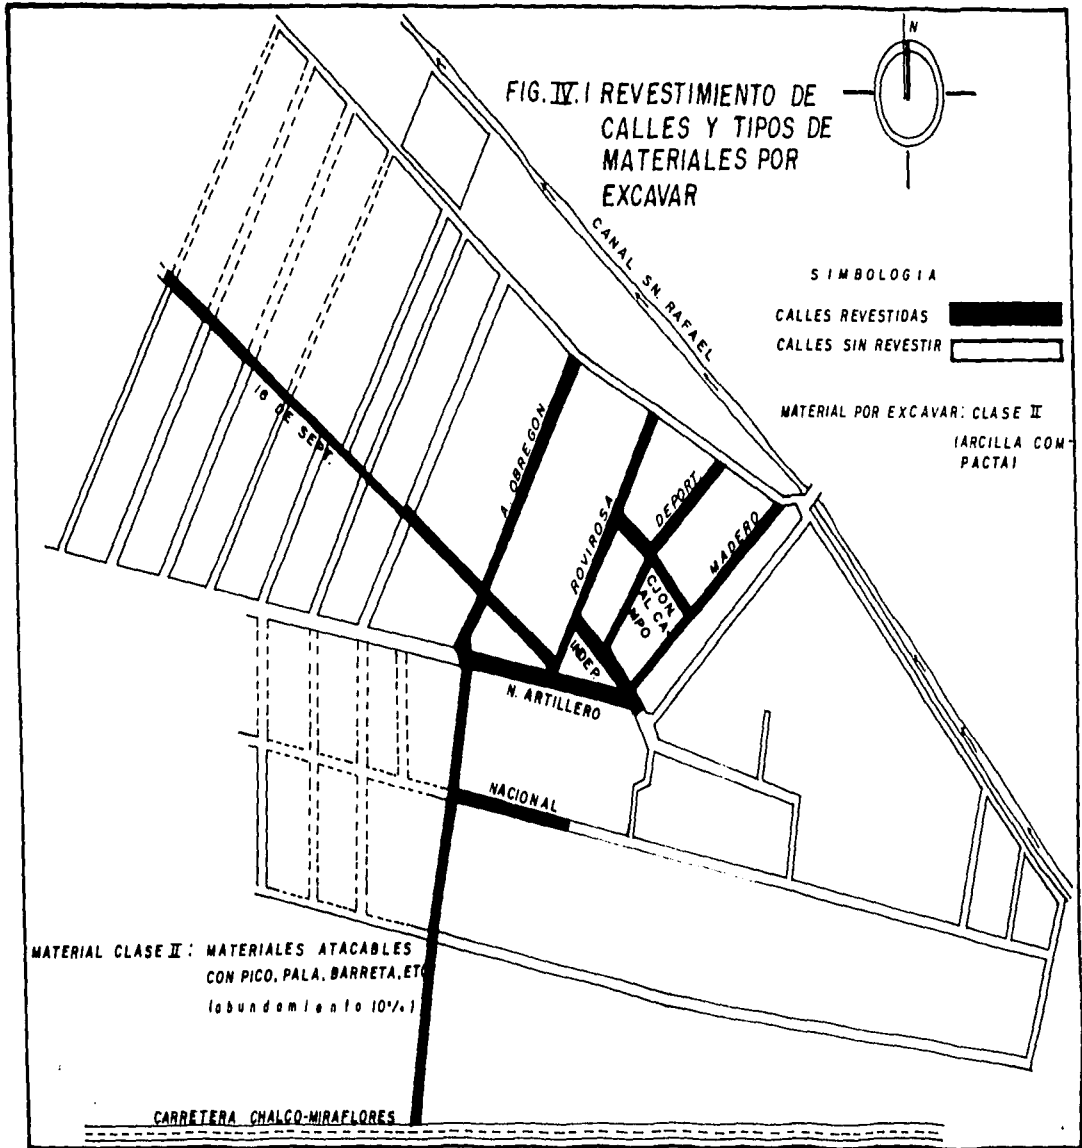 N
FIG. IV.1 REVESTIMIENTO DE
CALLES Y TIPOS DE
MATERIALES POR
EXCAVAR
CANAL SN. RAFAEL
SIMBOLOGIA
CALLES REVESTIDAS
CALLES SIN REVESTIR
MATERIAL POR EXCAVAR: CLASE II
(ARCILLA COM-
PACTA)
16 DE SEPT.
A. OBREGON
ROVIROSA
DEPORT.
MADERO
CJON.
AL CA-
MPO
INDEP.
N. ARTILLERO
NACIONAL
MATERIAL CLASE II: MATERIALES ATACABLES
CON PICO, PALA, BARRETA, ETC
(abundamiento 10%)
CARRETERA CHALCO-MIRAFLORES